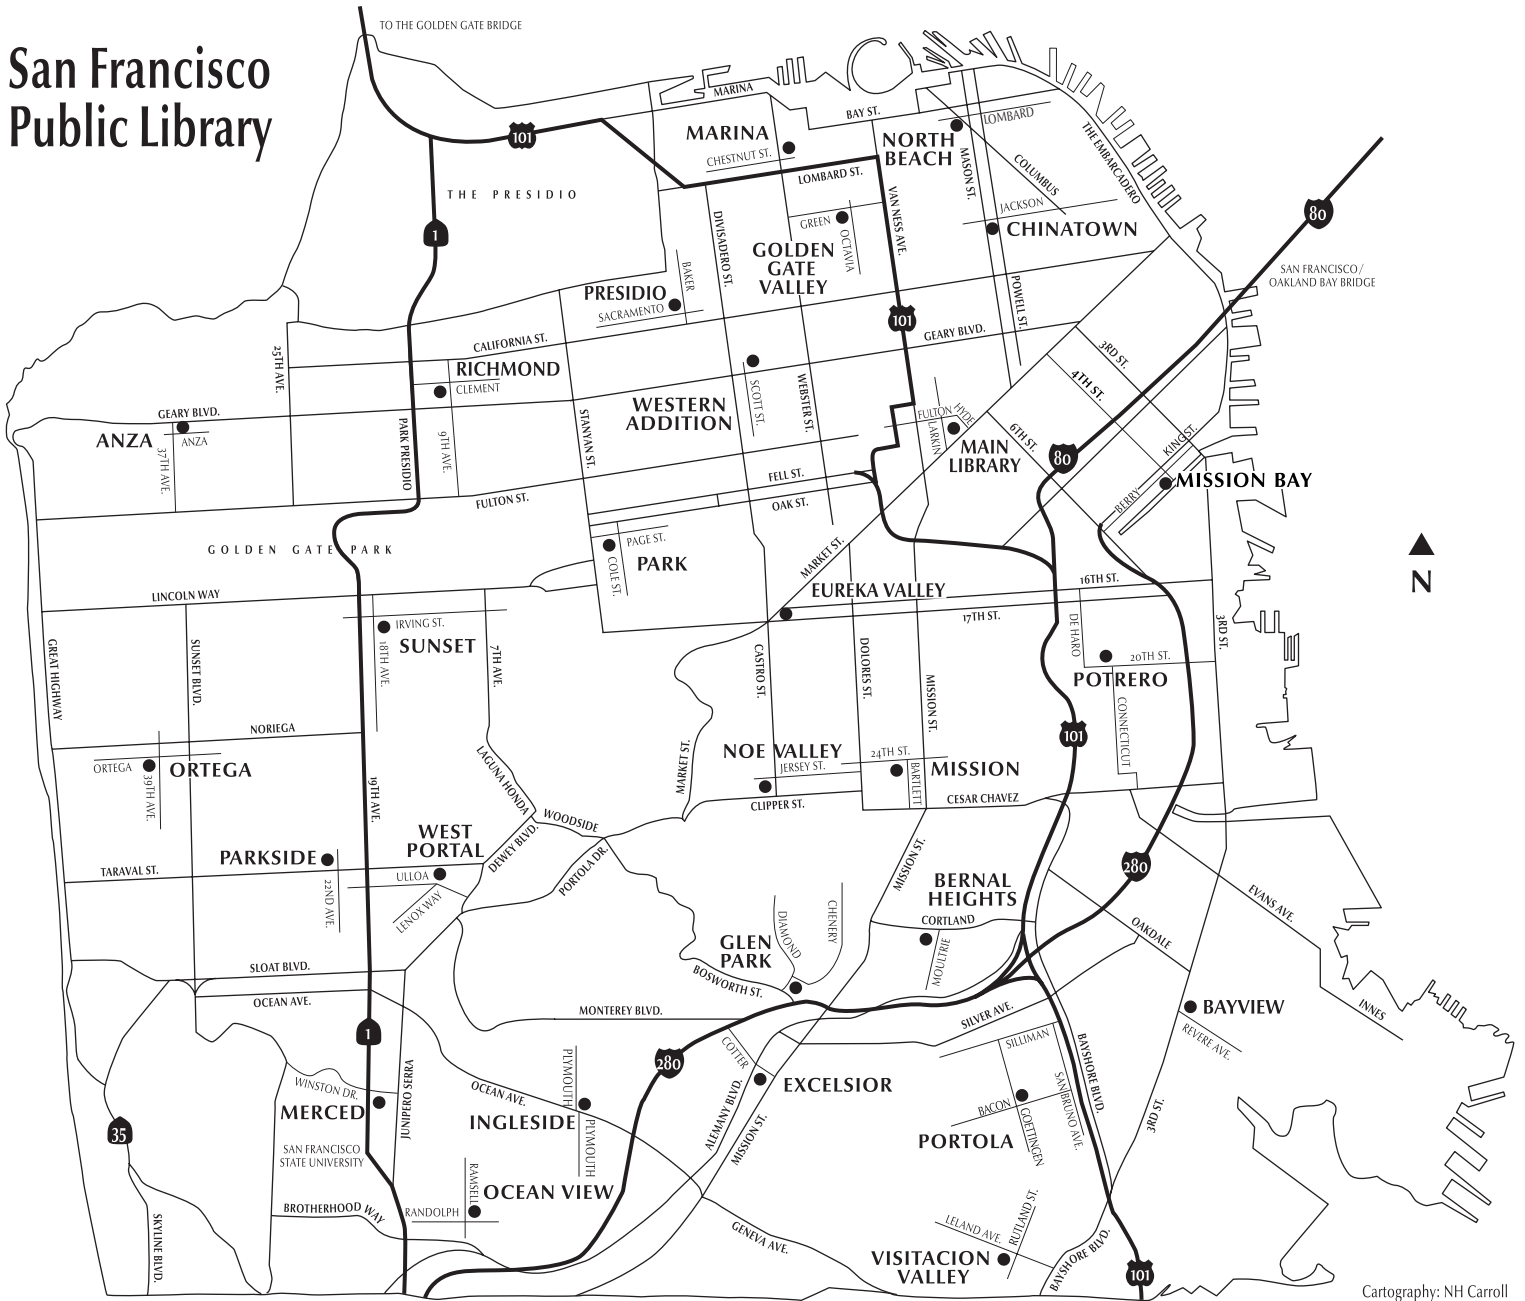 TO THE GOLDEN GATE BRIDGE
San Francisco
Public Library
MARINA
BAY ST.
101
MARINA
CHESTNUT ST.
NORTH
BEACH
LOMBARD
MASON ST.
COLUMBUS
THE EMBARCADERO
THE PRESIDIO
LOMBARD ST.
VAN NESS AVE.
JACKSON
CHINATOWN
80
1
DIVISADERO ST.
GREEN
OCTAVIA
GOLDEN
GATE
VALLEY
BAKER
PRESIDIO
SACRAMENTO
POWELL ST.
SAN FRANCISCO/
OAKLAND BAY BRIDGE
101
CALIFORNIA ST.
GEARY BLVD.
3RD ST.
25TH AVE.
RICHMOND
CLEMENT
4TH ST.
SCOTT ST.
WEBSTER ST.
WESTERN
ADDITION
FULTON
HYDE
LARKIN
6TH ST.
KING ST.
GEARY BLVD.
ANZA
ANZA
37TH AVE.
PARK PRESIDIO
9TH AVE.
STANYAN ST.
MAIN
LIBRARY
80
MISSION BAY
BERRY
FELL ST.
OAK ST.
FULTON ST.
GOLDEN GATE PARK
PAGE ST.
COLE ST.
PARK
MARKET ST.
N
LINCOLN WAY
EUREKA VALLEY
16TH ST.
17TH ST.
IRVING ST.
SUNSET
18TH AVE.
7TH AVE.
GREAT HIGHWAY
SUNSET BLVD.
CASTRO ST.
DOLORES ST.
MISSION ST.
DE HARO
20TH ST.
POTRERO
3RD ST.
CONNECTICUT
NORIEGA
101
ORTEGA
39TH AVE.
ORTEGA
LAGUNA HONDA
MARKET ST.
NOE VALLEY
JERSEY ST.
CLIPPER ST.
24TH ST.
BARTLETT
MISSION
CESAR CHAVEZ
19TH AVE.
WOODSIDE
WEST
PORTAL
DEWEY BLVD.
PORTOLA DR.
PARKSIDE
TARAVAL ST.
22ND AVE.
ULLOA
LENOX WAY
MISSION ST.
280
BERNAL
HEIGHTS
CORTLAND
MOULTRIE
OAKDALE
EVANS AVE.
DIAMOND
CHENERY
GLEN
PARK
BOSWORTH ST.
SLOAT BLVD.
OCEAN AVE.
MONTEREY BLVD.
SILVER AVE.
BAYVIEW
REVERE AVE.
INNES
1
SILLIMAN
BAYSHORE BLVD.
COTTER
280
PLYMOUTH
JUNIPERO SERRA
WINSTON DR.
MERCED
OCEAN AVE.
INGLESIDE
PLYMOUTH
EXCELSIOR
ALEMANY BLVD.
MISSION ST.
BACON
GOETTINGEN
SAN BRUNO AVE.
PORTOLA
3RD ST.
35
SAN FRANCISCO
STATE UNIVERSITY
RAMSELL
OCEAN VIEW
RANDOLPH
BROTHERHOOD WAY
SKYLINE BLVD.
GENEVA AVE.
LELAND AVE.
RUTLAND ST.
VISITACION
VALLEY
BAYSHORE BLVD.
101
Cartography: NH Carroll